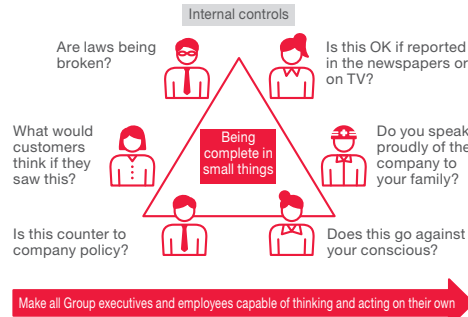 Internal controls
Are laws being
broken?
Is this OK if reported
in the newspapers or
on TV?
What would
customers
think if they
saw this?
Being
complete in
small things
Do you speak
proudly of the
company to
your family?
Is this counter to
company policy?
Does this go against
your conscious?
Make all Group executives and employees capable of thinking and acting on their own